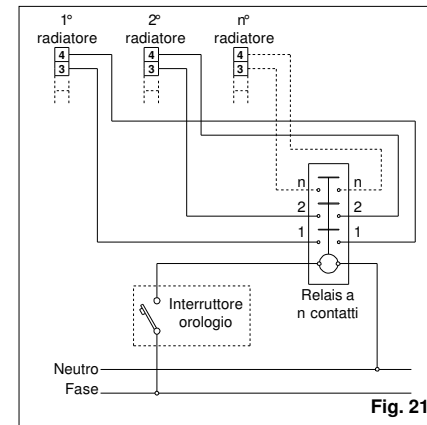 1° 2° n°
radiatore radiatore radiatore
4 4 4
3 3 3
n n
2 2
1 1
Relais a
n contatti
Interruttore
orologio
Neutro
Fase
Fig. 21